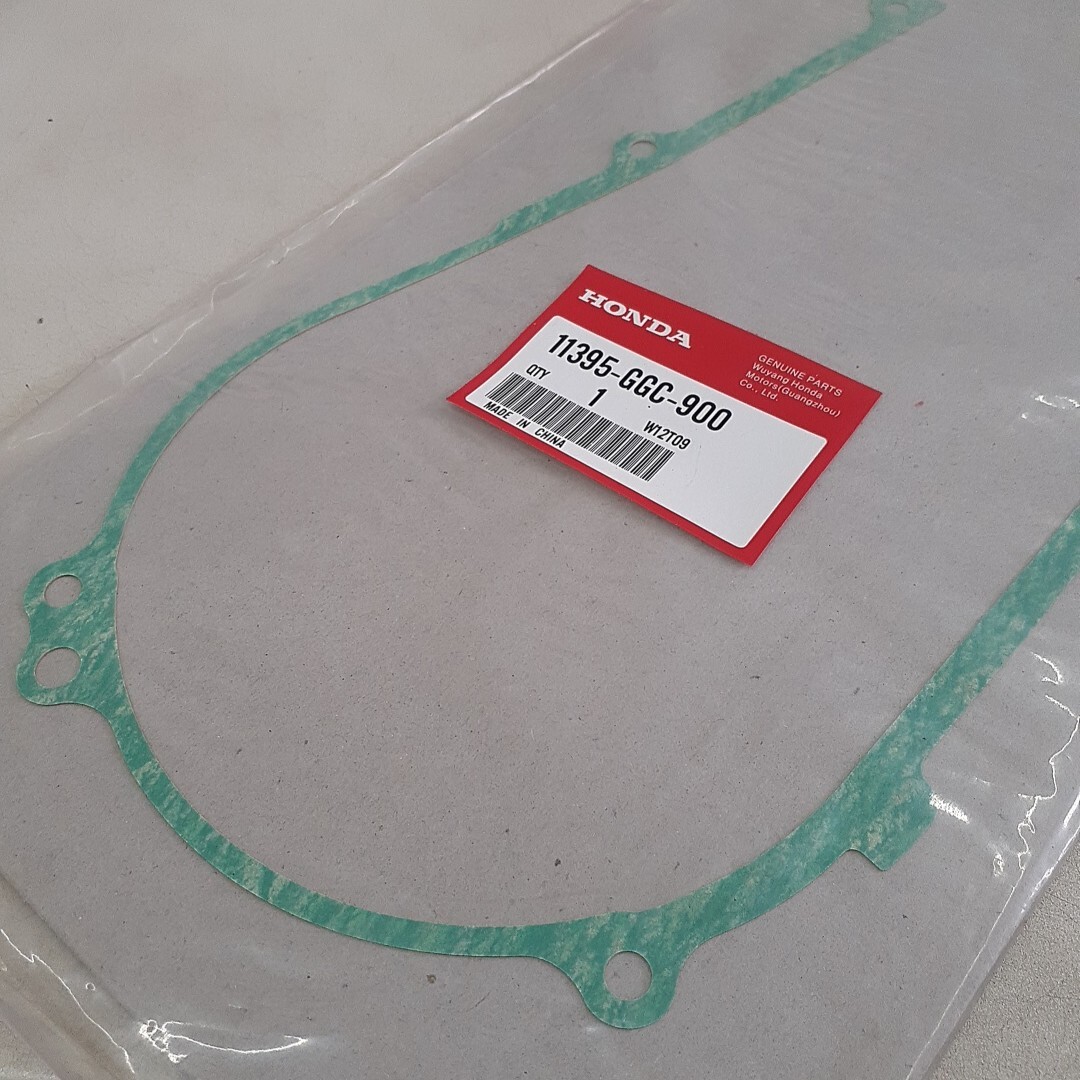 HONDA
GENUINE PARTS
Wuyang Honda
Motors(Guangzhou)
Co., Ltd.
11395-GGC-900
QTY 1
W12T09
MADE IN CHINA